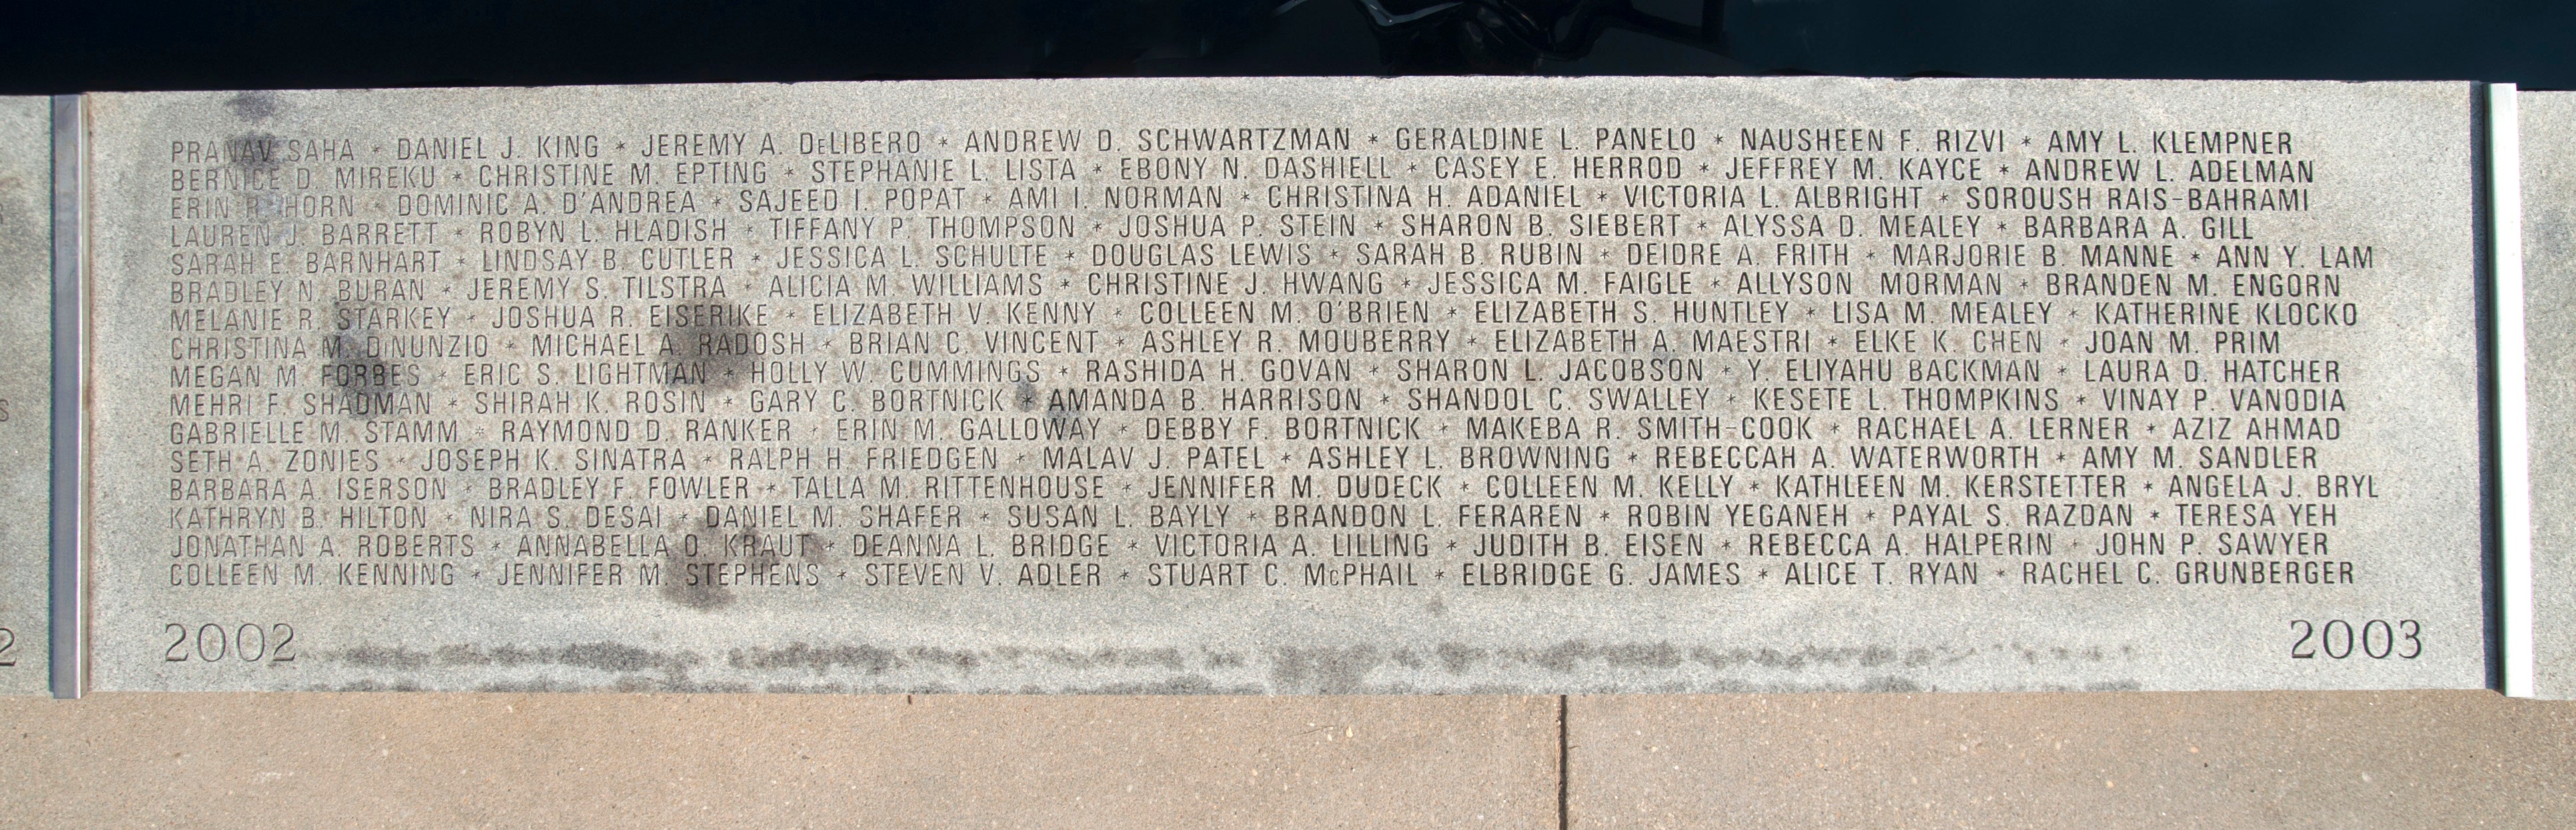 PRANAV SAHA * DANIEL J. KING * JEREMY A. DeLIBERO * ANDREW D. SCHWARTZMAN * GERALDINE L. PANELO * NAUSHEEN F. RIZVI * AMY L. KLEMPNER
BERNICE D. MIREKU * CHRISTINE M. EPTING * STEPHANIE L. LISTA * EBONY N. DASHIELL * CASEY E. HERROD * JEFFREY M. KAYCE * ANDREW L. ADELMAN
ERIN R. HORN * DOMINIC A. D'ANDREA * SAJEED I. POPAT * AMI I. NORMAN * CHRISTINA H. ADANIEL * VICTORIA L. ALBRIGHT * SOROUSH RAIS-BAHRAMI
LAUREN J. BARRETT * ROBYN L. HLADISH * TIFFANY P. THOMPSON * JOSHUA P. STEIN * SHARON B. SIEBERT * ALYSSA D. MEALEY * BARBARA A. GILL
SARAH E. BARNHART * LINDSAY B. CUTLER * JESSICA L. SCHULTE * DOUGLAS LEWIS * SARAH B. RUBIN * DEIDRE A. FRITH * MARJORIE B. MANNE * ANN Y. LAM
BRADLEY N. BURAN * JEREMY S. TILSTRA * ALICIA M. WILLIAMS * CHRISTINE J. HWANG * JESSICA M. FAIGLE * ALLYSON MORMAN * BRANDEN M. ENGORN
MELANIE R. STARKEY * JOSHUA R. EISERIKE * ELIZABETH V. KENNY * COLLEEN M. O'BRIEN * ELIZABETH S. HUNTLEY * LISA M. MEALEY * KATHERINE KLOCKO
CHRISTINA M. DiNUNZIO * MICHAEL A. RADOSH * BRIAN C. VINCENT * ASHLEY R. MOUBERRY * ELIZABETH A. MAESTRI * ELKE K. CHEN * JOAN M. PRIM
MEGAN M. FORBES * ERIC S. LIGHTMAN * HOLLY W. CUMMINGS * RASHIDA H. GOVAN * SHARON L. JACOBSON * Y. ELIYAHU BACKMAN * LAURA D. HATCHER
MEHRI F. SHADMAN * SHIRAH K. ROSIN * GARY C. BORTNICK * AMANDA B. HARRISON * SHANDOL C. SWALLEY * KESETE L. THOMPKINS * VINAY P. VANODIA
GABRIELLE M. STAMM * RAYMOND D. RANKER * ERIN M. GALLOWAY * DEBBY F. BORTNICK * MAKEBA R. SMITH-COOK * RACHAEL A. LERNER * AZIZ AHMAD
SETH A. ZONIES * JOSEPH K. SINATRA * RALPH H. FRIEDGEN * MALAV J. PATEL * ASHLEY L. BROWNING * REBECCAH A. WATERWORTH * AMY M. SANDLER
BARBARA A. ISERSON * BRADLEY F. FOWLER * TALLA M. RITTENHOUSE * JENNIFER M. DUDECK * COLLEEN M. KELLY * KATHLEEN M. KERSTETTER * ANGELA J. BRYL
KATHRYN B. HILTON * NIRA S. DESAI * DANIEL M. SHAFER * SUSAN L. BAYLY * BRANDON L. FERAREN * ROBIN YEGANEH * PAYAL S. RAZDAN * TERESA YEH
JONATHAN A. ROBERTS * ANNABELLA O. KRAUT * DEANNA L. BRIDGE * VICTORIA A. LILLING * JUDITH B. EISEN * REBECCA A. HALPERIN * JOHN P. SAWYER
COLLEEN M. KENNING * JENNIFER M. STEPHENS * STEVEN V. ADLER * STUART C. McPHAIL * ELBRIDGE G. JAMES * ALICE T. RYAN * RACHEL C. GRUNBERGER
2002 2003